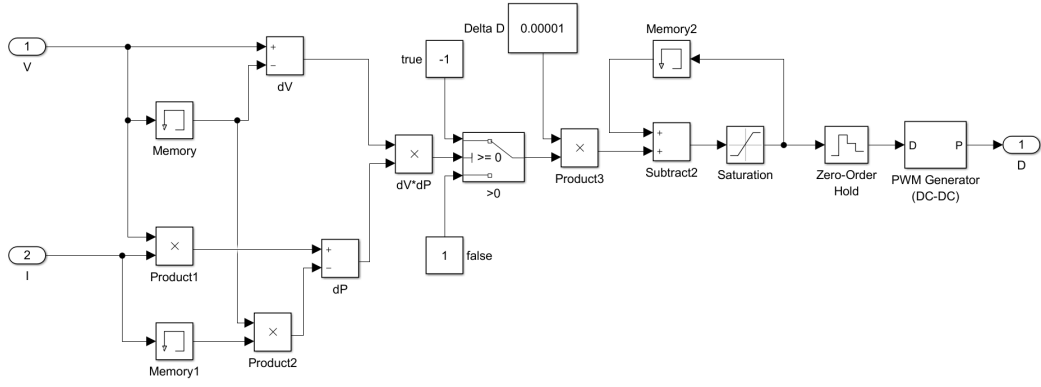 Delta D
0.00001
Memory2
1
V
+
−
dV
true
-1
Memory
×
dV*dP
>= 0
>0
×
Product3
+
+
Subtract2
Saturation
Zero-Order
Hold
D
P
PWM Generator
(DC-DC)
1
D
2
I
×
Product1
+
−
dP
1
false
Memory1
×
Product2